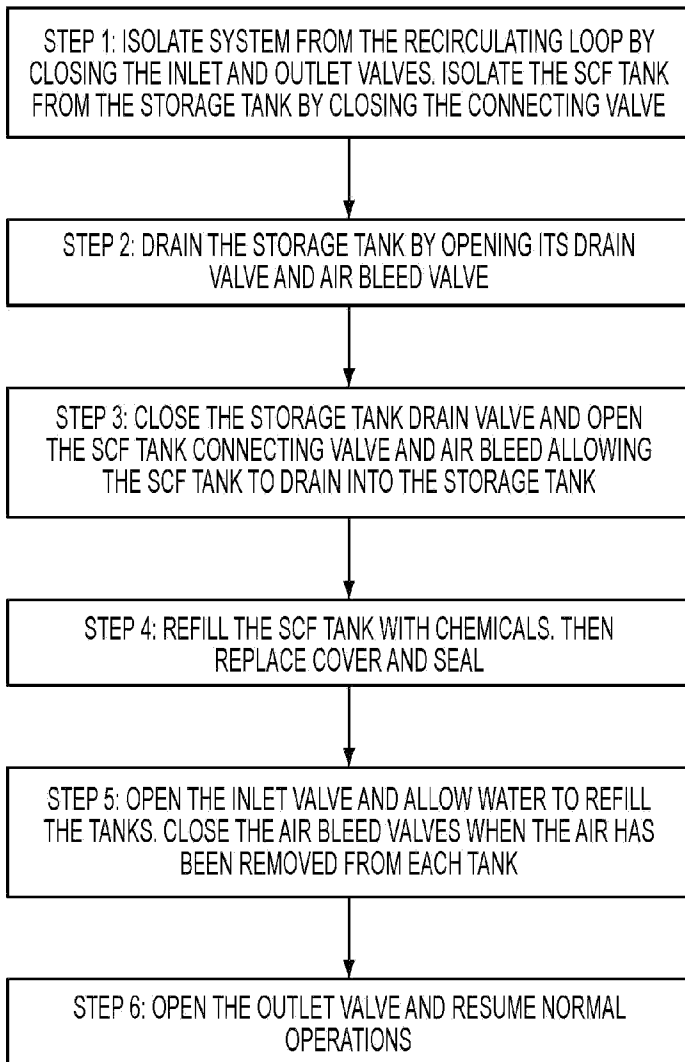 STEP 1: ISOLATE SYSTEM FROM THE RECIRCULATING LOOP BY
CLOSING THE INLET AND OUTLET VALVES. ISOLATE THE SCF TANK
FROM THE STORAGE TANK BY CLOSING THE CONNECTING VALVE
STEP 2: DRAIN THE STORAGE TANK BY OPENING ITS DRAIN
VALVE AND AIR BLEED VALVE
STEP 3: CLOSE THE STORAGE TANK DRAIN VALVE AND OPEN
THE SCF TANK CONNECTING VALVE AND AIR BLEED ALLOWING
THE SCF TANK TO DRAIN INTO THE STORAGE TANK
STEP 4: REFILL THE SCF TANK WITH CHEMICALS. THEN
REPLACE COVER AND SEAL
STEP 5: OPEN THE INLET VALVE AND ALLOW WATER TO REFILL
THE TANKS. CLOSE THE AIR BLEED VALVES WHEN THE AIR HAS
BEEN REMOVED FROM EACH TANK
STEP 6: OPEN THE OUTLET VALVE AND RESUME NORMAL
OPERATIONS